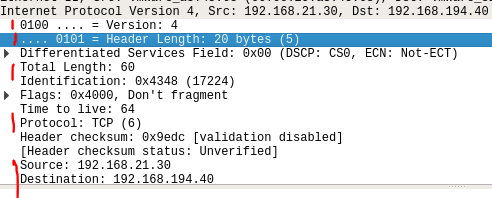 Internet Protocol Version 4, Src: 192.168.21.30, Dst: 192.168.194.40
0100 .... = Version: 4
.... 0101 = Header Length: 20 bytes (5)
Differentiated Services Field: 0x00 (DSCP: CS0, ECN: Not-ECT)
Total Length: 60
Identification: 0x4348 (17224)
Flags: 0x4000, Don't fragment
Time to live: 64
Protocol: TCP (6)
Header checksum: 0x9edc [validation disabled]
[Header checksum status: Unverified]
Source: 192.168.21.30
Destination: 192.168.194.40